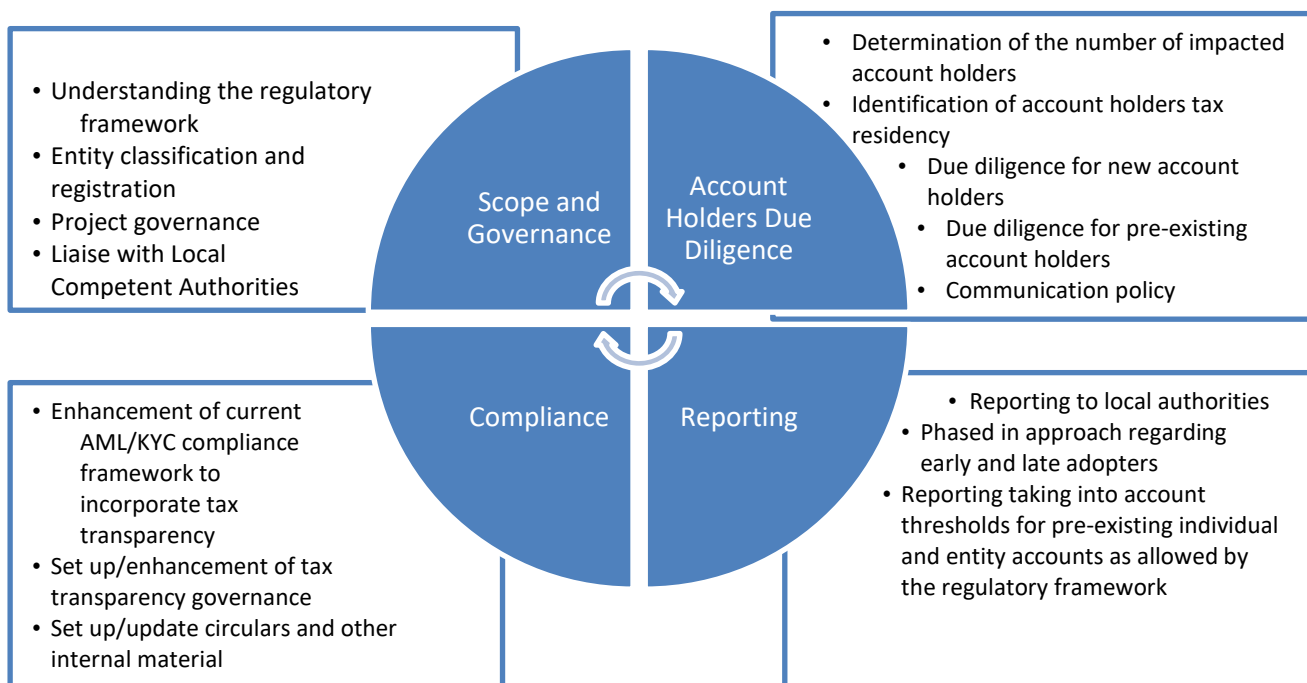 • Understanding the regulatory
framework
• Entity classification and
registration
• Project governance
• Liaise with Local
Competent Authorities
Scope and
Governance
Account
Holders Due
Diligence
• Determination of the number of impacted
account holders
• Identification of account holders tax
residency
• Due diligence for new account
holders
• Due diligence for pre-existing
account holders
• Communication policy
• Enhancement of current
AML/KYC compliance
framework to
incorporate tax
transparency
• Set up/enhancement of tax
transparency governance
• Set up/update circulars and other
internal material
Compliance
Reporting
• Reporting to local authorities
• Phased in approach regarding
early and late adopters
• Reporting taking into account
thresholds for pre-existing individual
and entity accounts as allowed by
the regulatory framework